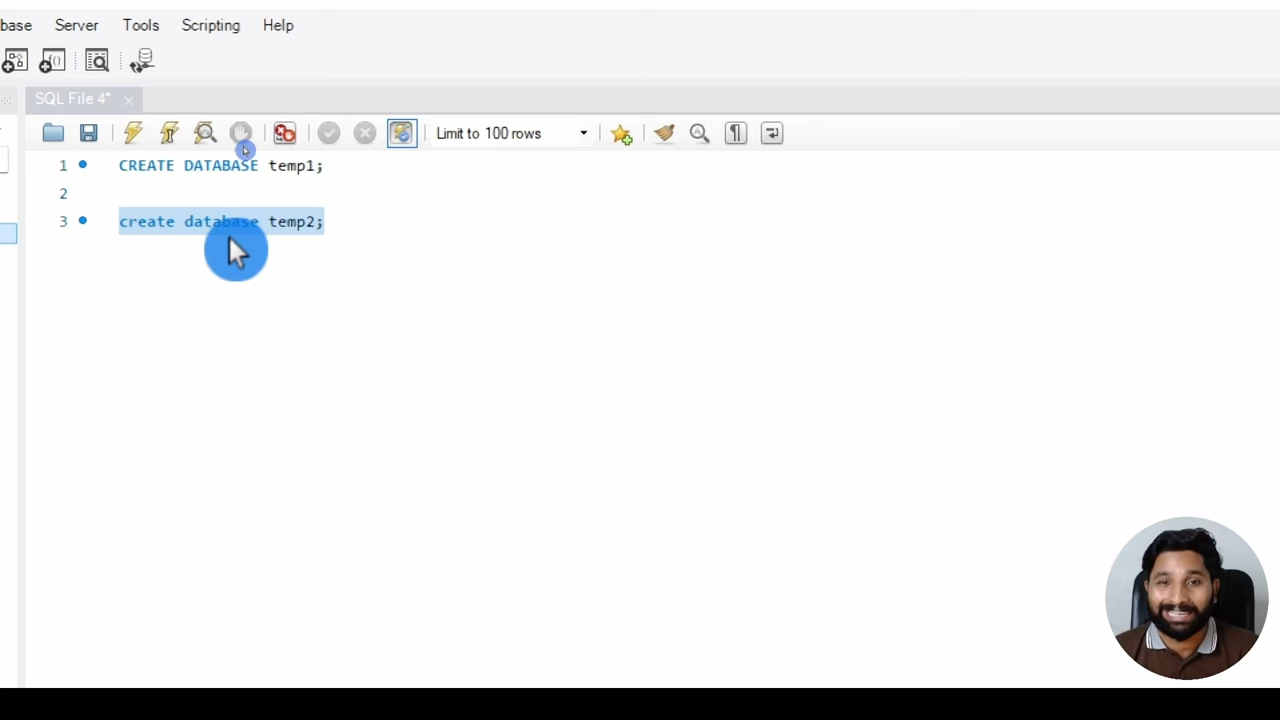 base Server Tools Scripting Help
SQL File 4*
Limit to 100 rows
1 CREATE DATABASE temp1;
2
3 create database temp2;